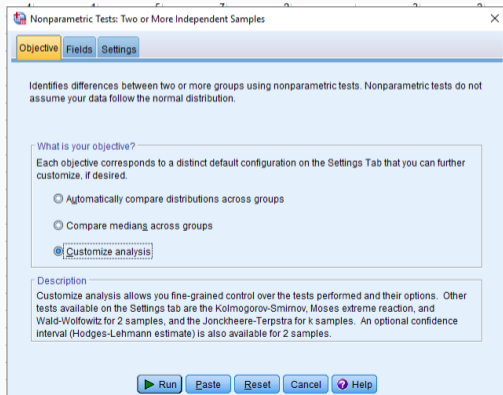 Nonparametric Tests: Two or More Independent Samples
Objective Fields Settings
Identifies differences between two or more groups using nonparametric tests. Nonparametric tests do not
assume your data follow the normal distribution.
What is your objective?
Each objective corresponds to a distinct default configuration on the Settings Tab that you can further
customize, if desired.
Automatically compare distributions across groups
Compare medians across groups
Customize analysis
Description
Customize analysis allows you fine-grained control over the tests performed and their options. Other
tests available on the Settings tab are the Kolmogorov-Smirnov, Moses extreme reaction, and
Wald-Wolfowitz for 2 samples, and the Jonckheere-Terpstra for k samples. An optional confidence
interval (Hodges-Lehmann estimate) is also available for 2 samples.
Run Paste Reset Cancel Help